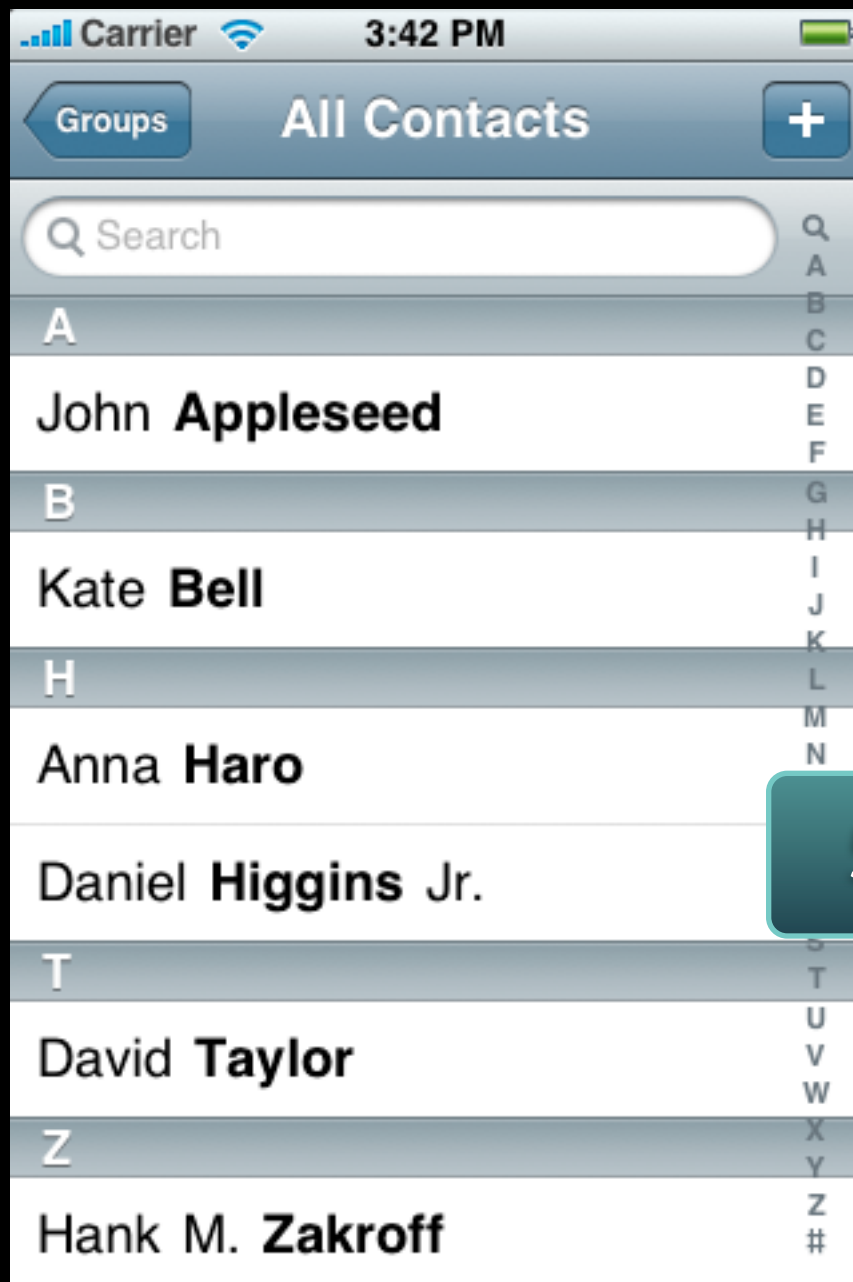 Carrier 3:42 PM
Groups All Contacts +
Search
A
John Appleseed
B
Kate Bell
H
Anna Haro
Daniel Higgins Jr.
T
David Taylor
Z
Hank M. Zakroff
A
B
C
D
E
F
G
H
I
J
K
L
M
N
S
T
U
V
W
X
Y
Z
#